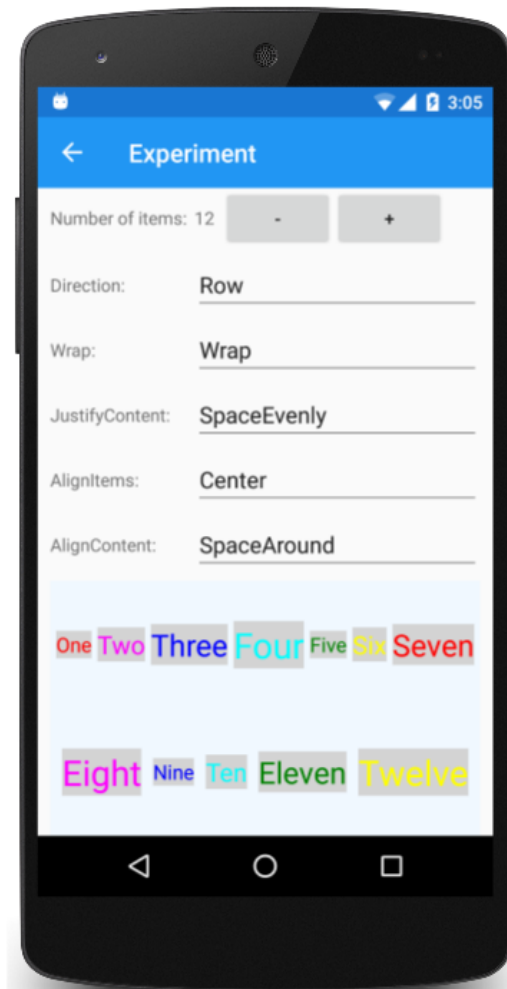 3:05
Experiment
Number of items: 12 - +
Direction: Row
Wrap: Wrap
JustifyContent: SpaceEvenly
AlignItems: Center
AlignContent: SpaceAround
One Two Three Four Five Six Seven
Eight Nine Ten Eleven Twelve